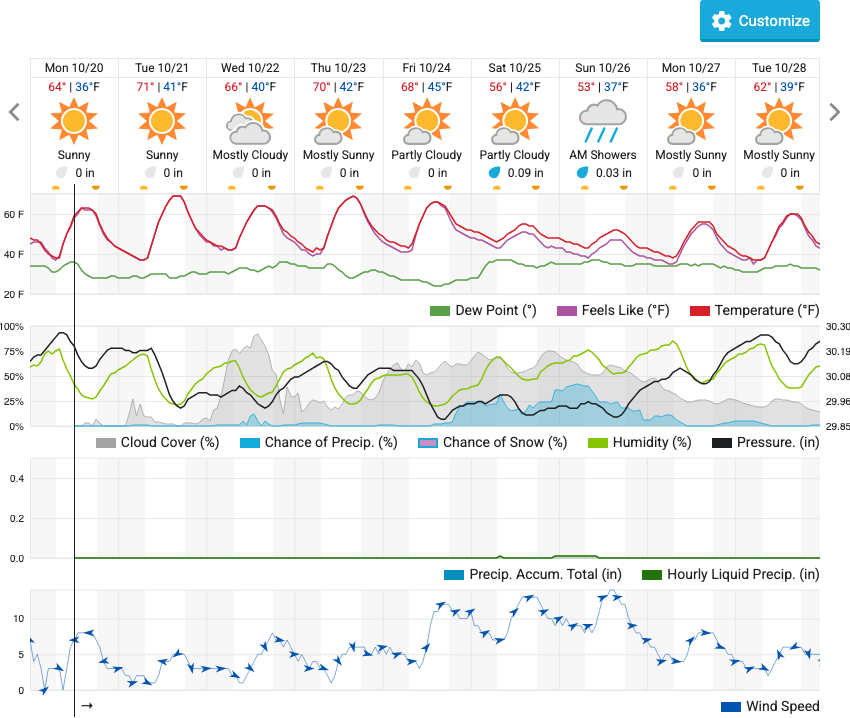 Customize
Mon 10/20 Tue 10/21 Wed 10/22 Thu 10/23 Fri 10/24 Sat 10/25 Sun 10/26 Mon 10/27 Tue 10/28
64° | 36°F 71° | 41°F 66° | 40°F 70° | 42°F 68° | 45°F 56° | 42°F 53° | 37°F 58° | 36°F 62° | 39°F
Sunny Sunny Mostly Cloudy Mostly Sunny Partly Cloudy Partly Cloudy AM Showers Mostly Sunny Mostly Sunny
0 in 0 in 0 in 0 in 0 in 0.09 in 0.03 in 0 in 0 in
60 F
40 F
20 F
Dew Point (°) Feels Like (°F) Temperature (°F)
100% 30.30
75% 30.19
50% 30.08
25% 29.96
0% 29.85
Cloud Cover (%) Chance of Precip. (%) Chance of Snow (%) Humidity (%) Pressure. (in)
0.4
0.2
0.0
Precip. Accum. Total (in) Hourly Liquid Precip. (in)
10
5
0
→
Wind Speed